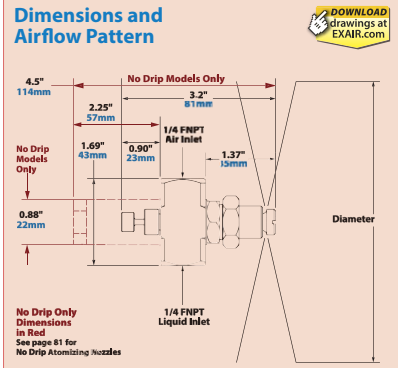 Dimensions and
Airflow Pattern
DOWNLOAD
drawings at
EXAIR.com
4.5"
114mm
No Drip Models Only
3.2"
81mm
2.25"
57mm
1/4 FNPT
Air Inlet
No Drip
Models
Only
1.69"
43mm
0.90"
23mm
1.37"
35mm
0.88"
22mm
Diameter
No Drip Only
Dimensions
in Red
See page 81 for
No Drip Atomizing Nozzles
1/4 FNPT
Liquid Inlet